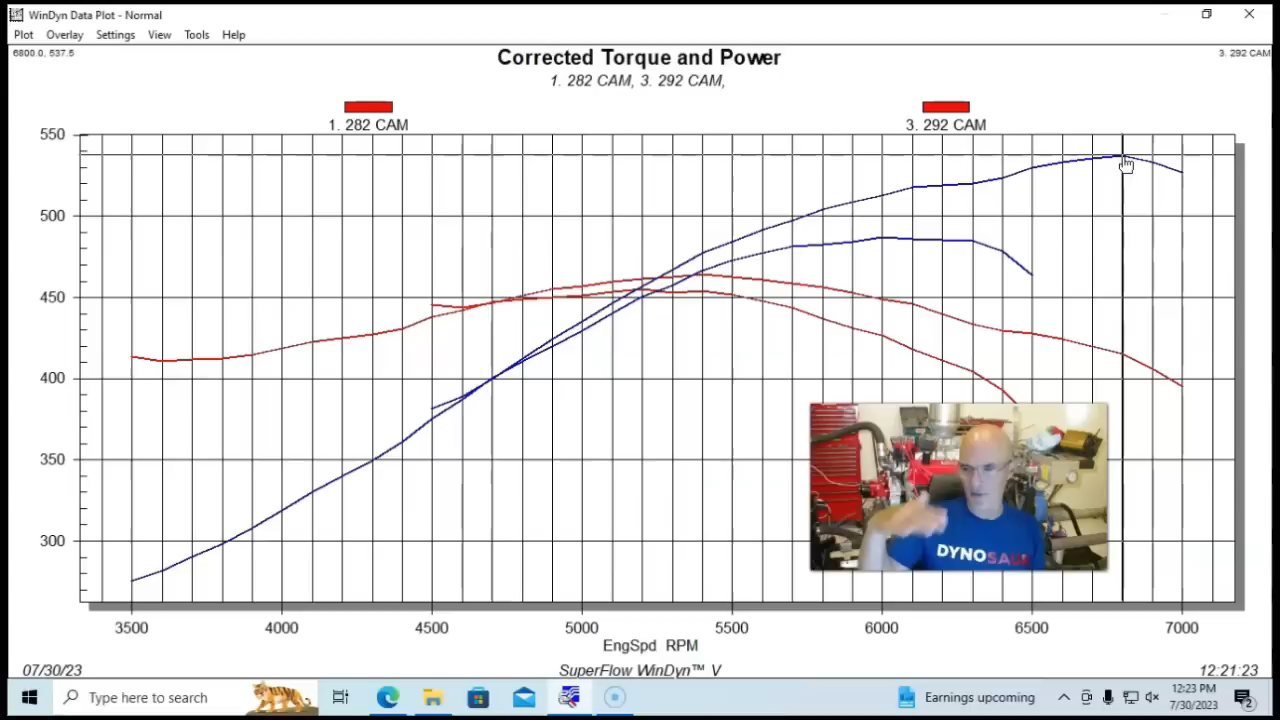 WinDyn Data Plot - Normal
Plot Overlay Settings View Tools Help
6800.0, 537.5
3. 292 CAM
Corrected Torque and Power
1. 282 CAM, 3. 292 CAM,
1. 282 CAM
3. 292 CAM
550
500
450
400
350
300
3500 4000 4500 5000 5500 6000 6500 7000
EngSpd RPM
DYNOSAUR
07/30/23
SuperFlow WinDyn™ V
12:21:23
Type here to search
Earnings upcoming
12:23 PM
7/30/2023
2